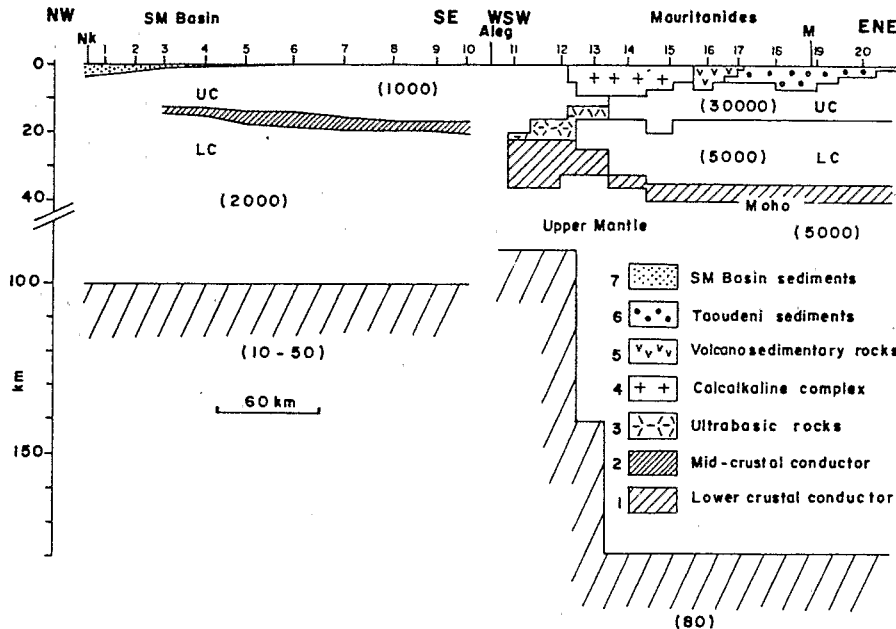 NW SM Basin SE WSW Mauritanides ENE
Nk Aleg M
1 2 3 4 5 6 7 8 9 10 11 12 13 14 15 16 17 18 19 20
0
UC (1000) (30000) UC
20
LC (5000) LC
40 (2000)
Moho
Upper Mantle (5000)
100
7 SM Basin sediments
6 Taoudeni sediments
(10-50)
5 Volcanosedimentary rocks
km
4 Calcalkaline complex
60 km
3 Ultrabasic rocks
150
2 Mid-crustal conductor
1 Lower crustal conductor
(80)